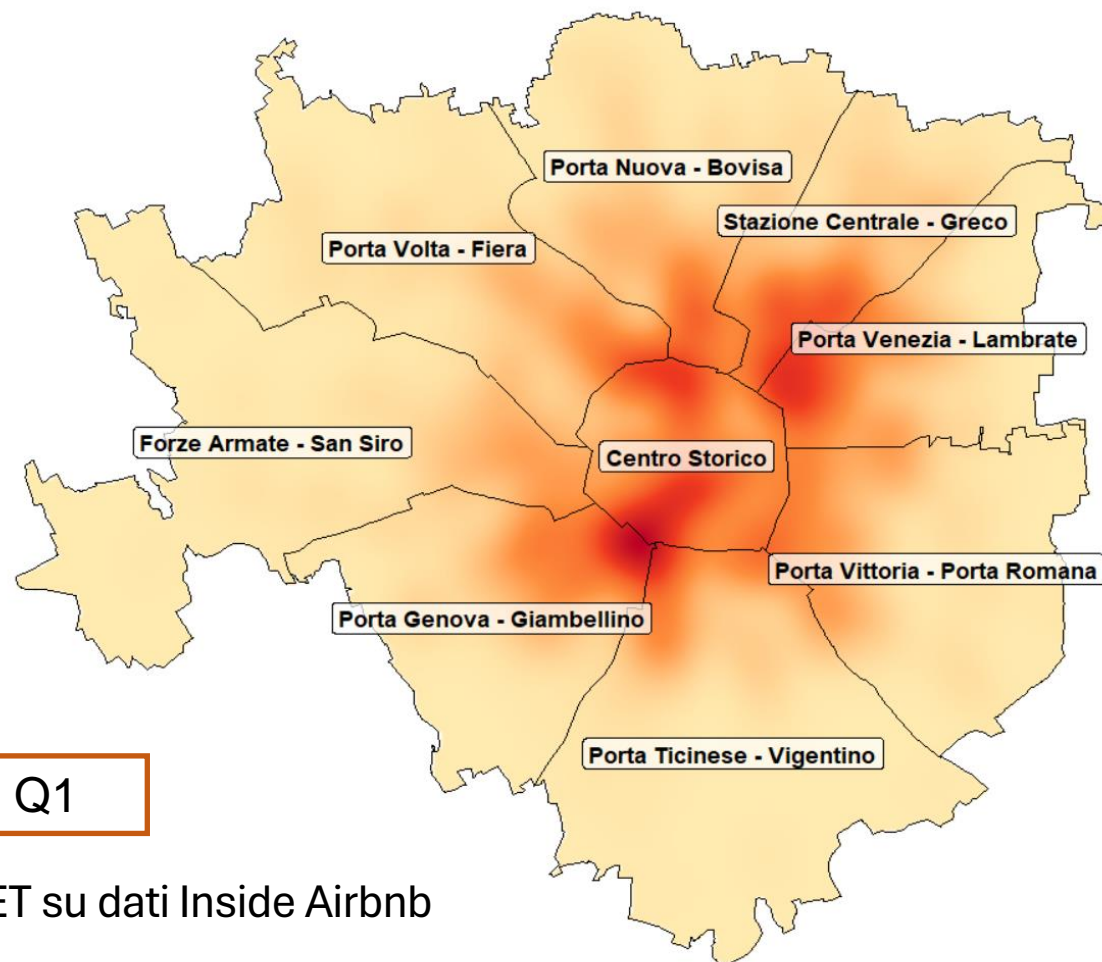 Porta Nuova - Bovisa
Stazione Centrale - Greco
Porta Volta - Fiera
Porta Venezia - Lambrate
Forze Armate - San Siro
Centro Storico
Porta Vittoria - Porta Romana
Porta Genova - Giambellino
Porta Ticinese - Vigentino
Q1
su dati Inside Airbnb